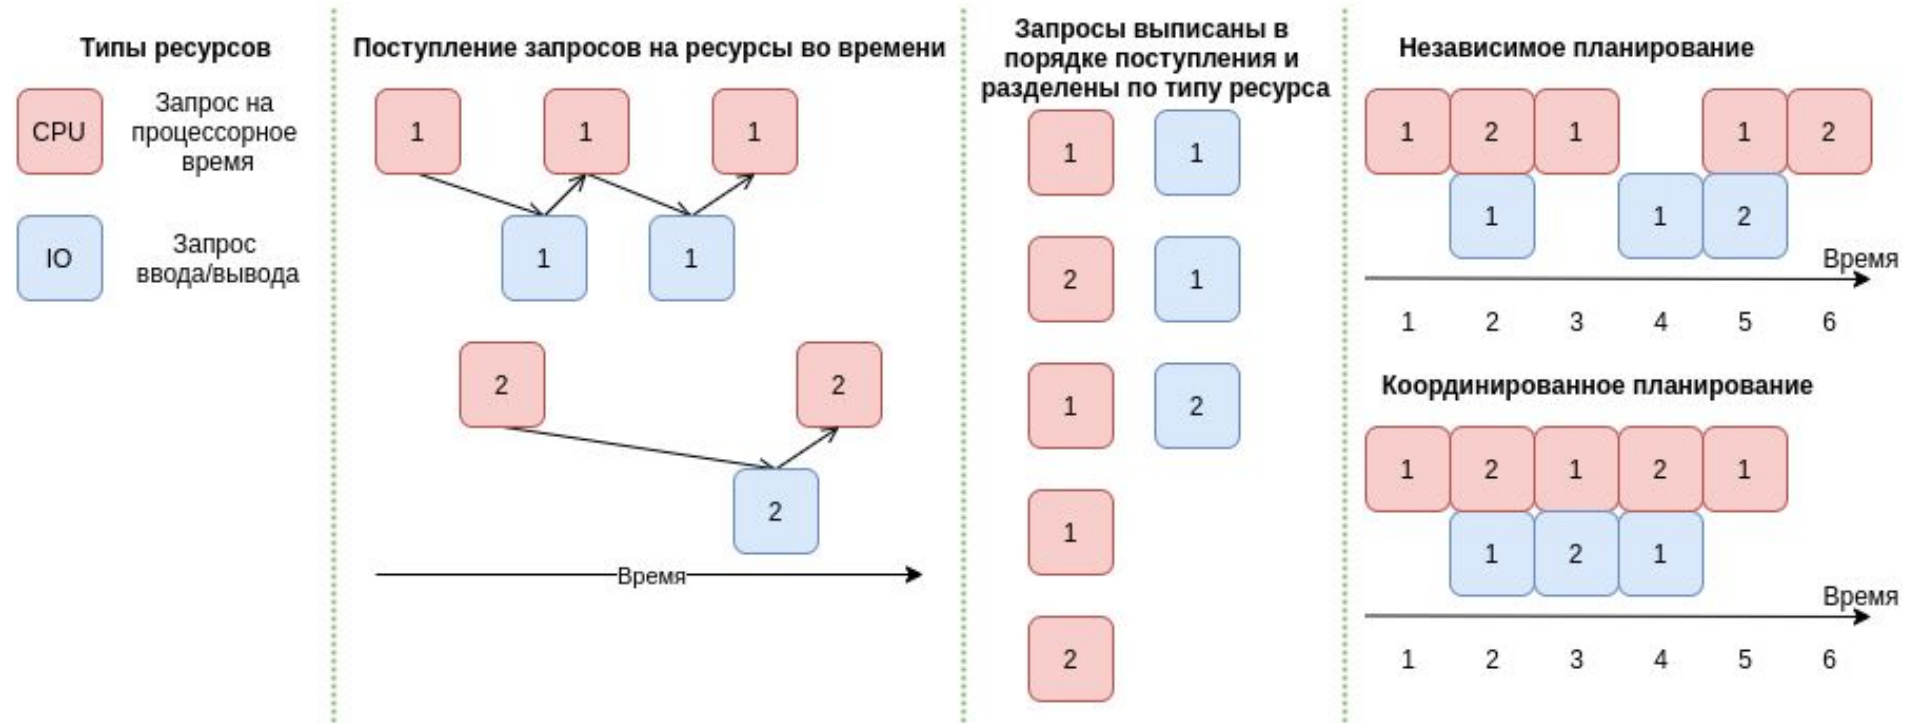 Типы ресурсов
CPU
Запрос на
процессорное
время
IO
Запрос
ввода/вывода
Поступление запросов на ресурсы во времени
1
1
1
1
1
2
2
2
Время
Запросы выписаны в
порядке поступления и
разделены по типу ресурса
1
1
2
1
1
2
1
2
Независимое планирование
1
2
1
1
2
1
1
2
Время
1
2
3
4
5
6
Координированное планирование
1
2
1
2
1
1
2
1
Время
1
2
3
4
5
6